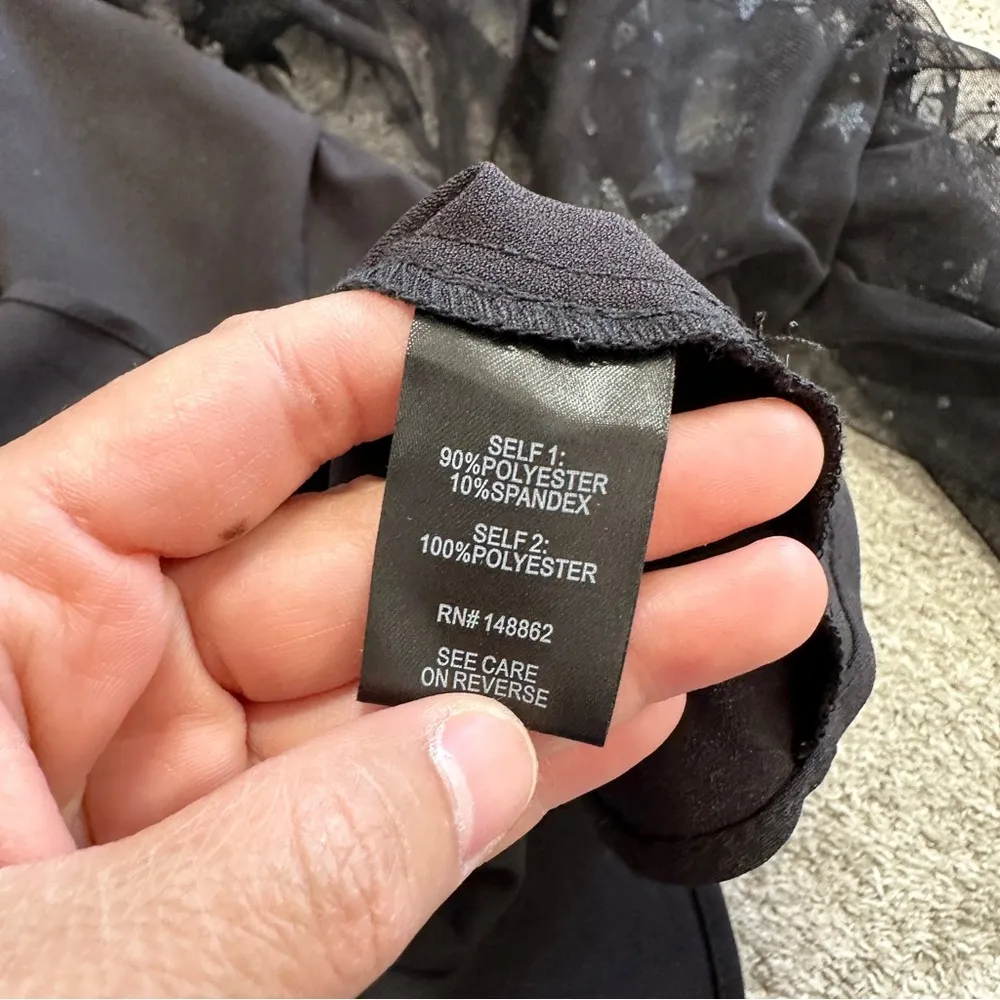 SELF 1:
90%POLYESTER
10%SPANDEX
SELF 2:
100%POLYESTER
RN# 148862
SEE CARE
ON REVERSE